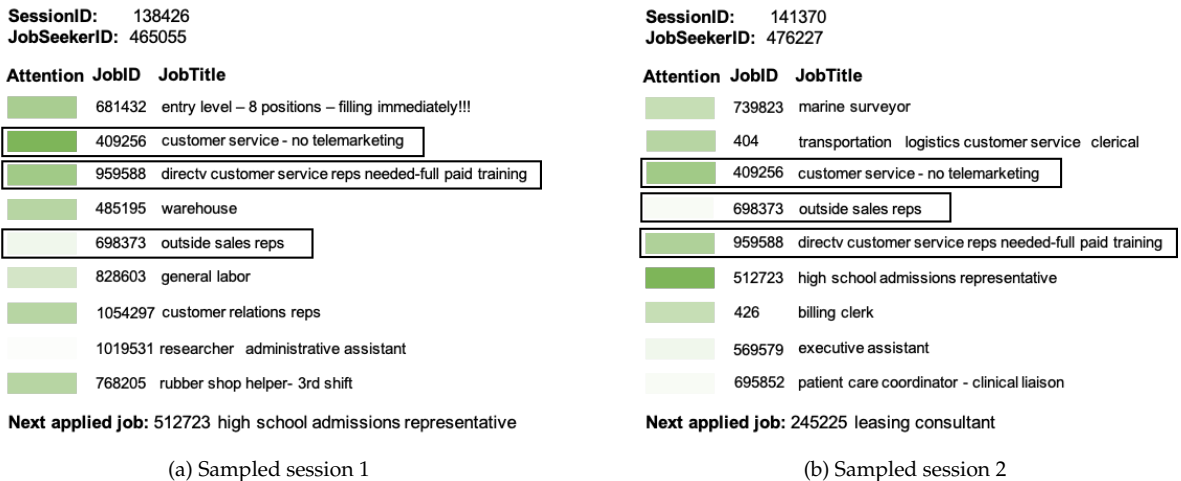 SessionID: 138426
JobSeekerID: 465055
Attention JobID JobTitle
681432 entry level – 8 positions – filling immediately!!!
409256 customer service - no telemarketing
959588 directv customer service reps needed-full paid training
485195 warehouse
698373 outside sales reps
828603 general labor
1054297 customer relations reps
1019531 researcher administrative assistant
768205 rubber shop helper- 3rd shift
Next applied job: 512723 high school admissions representative
(a) Sampled session 1
SessionID: 141370
JobSeekerID: 476227
Attention JobID JobTitle
739823 marine surveyor
404 transportation logistics customer service clerical
409256 customer service - no telemarketing
698373 outside sales reps
959588 directv customer service reps needed-full paid training
512723 high school admissions representative
426 billing clerk
569579 executive assistant
695852 patient care coordinator - clinical liaison
Next applied job: 245225 leasing consultant
(b) Sampled session 2